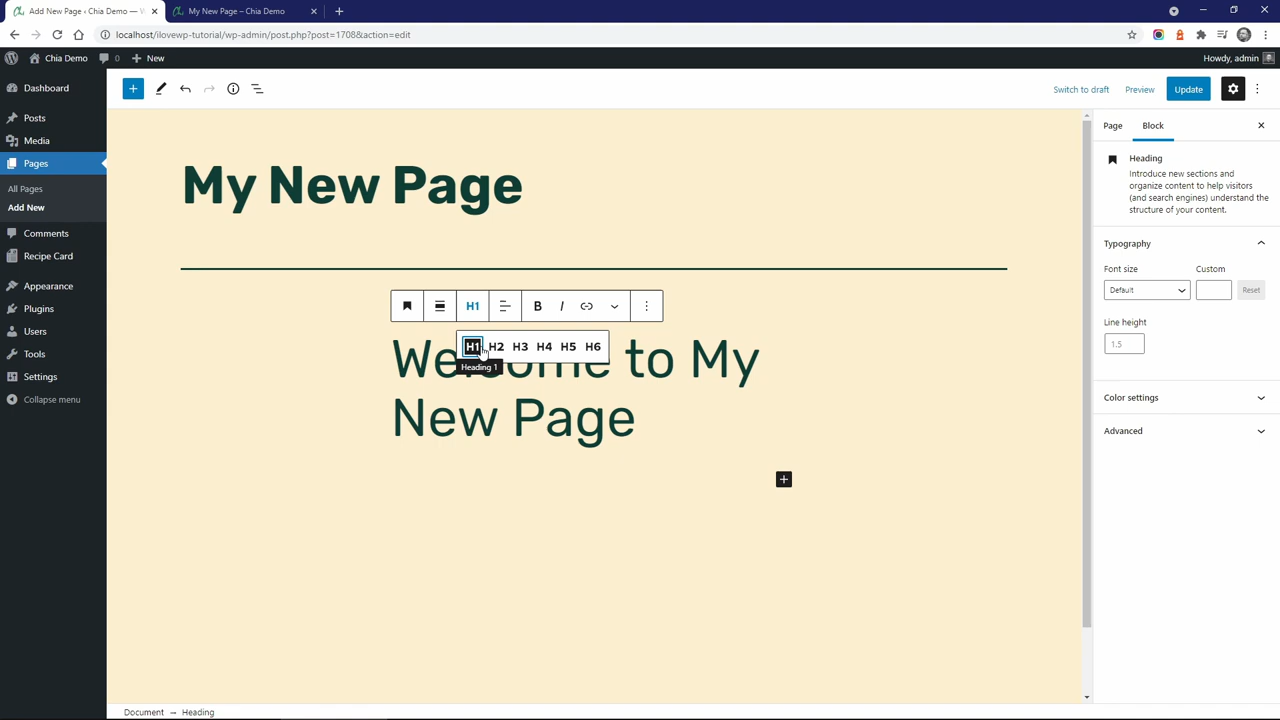 Add New Page ‹ Chia Demo — W
My New Page – Chia Demo
localhost/ilovewp-tutorial/wp-admin/post.php?post=1708&action=edit
Chia Demo
0
New
Howdy, admin
Dashboard
Posts
Media
Pages
All Pages
Add New
Comments
Recipe Card
Appearance
Plugins
Users
Tools
Settings
Collapse menu
Switch to draft
Preview
Update
My New Page
H1
B
I
H1 H2 H3 H4 H5 H6
Heading 1
Welcome to My
New Page
Page
Block
Heading
Introduce new sections and
organize content to help visitors
(and search engines) understand the
structure of your content.
Typography
Font size
Custom
Default
Reset
Line height
1.5
Color settings
Advanced
Document → Heading